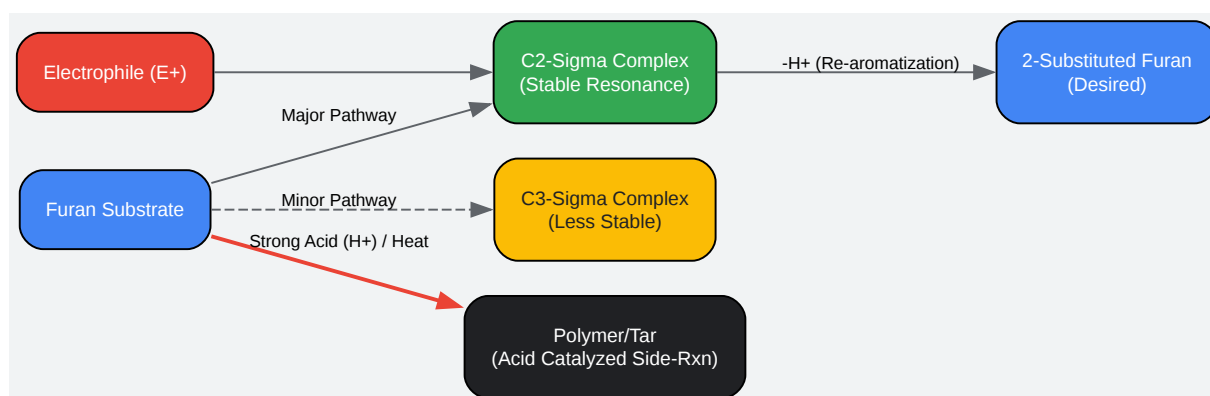 Electrophile (E+)
C2-Sigma Complex
(Stable Resonance)
-H+ (Re-aromatization)
2-Substituted Furan
(Desired)
Major Pathway
Furan Substrate
Minor Pathway
C3-Sigma Complex
(Less Stable)
Strong Acid (H+) / Heat
Polymer/Tar
(Acid Catalyzed Side-Rxn)